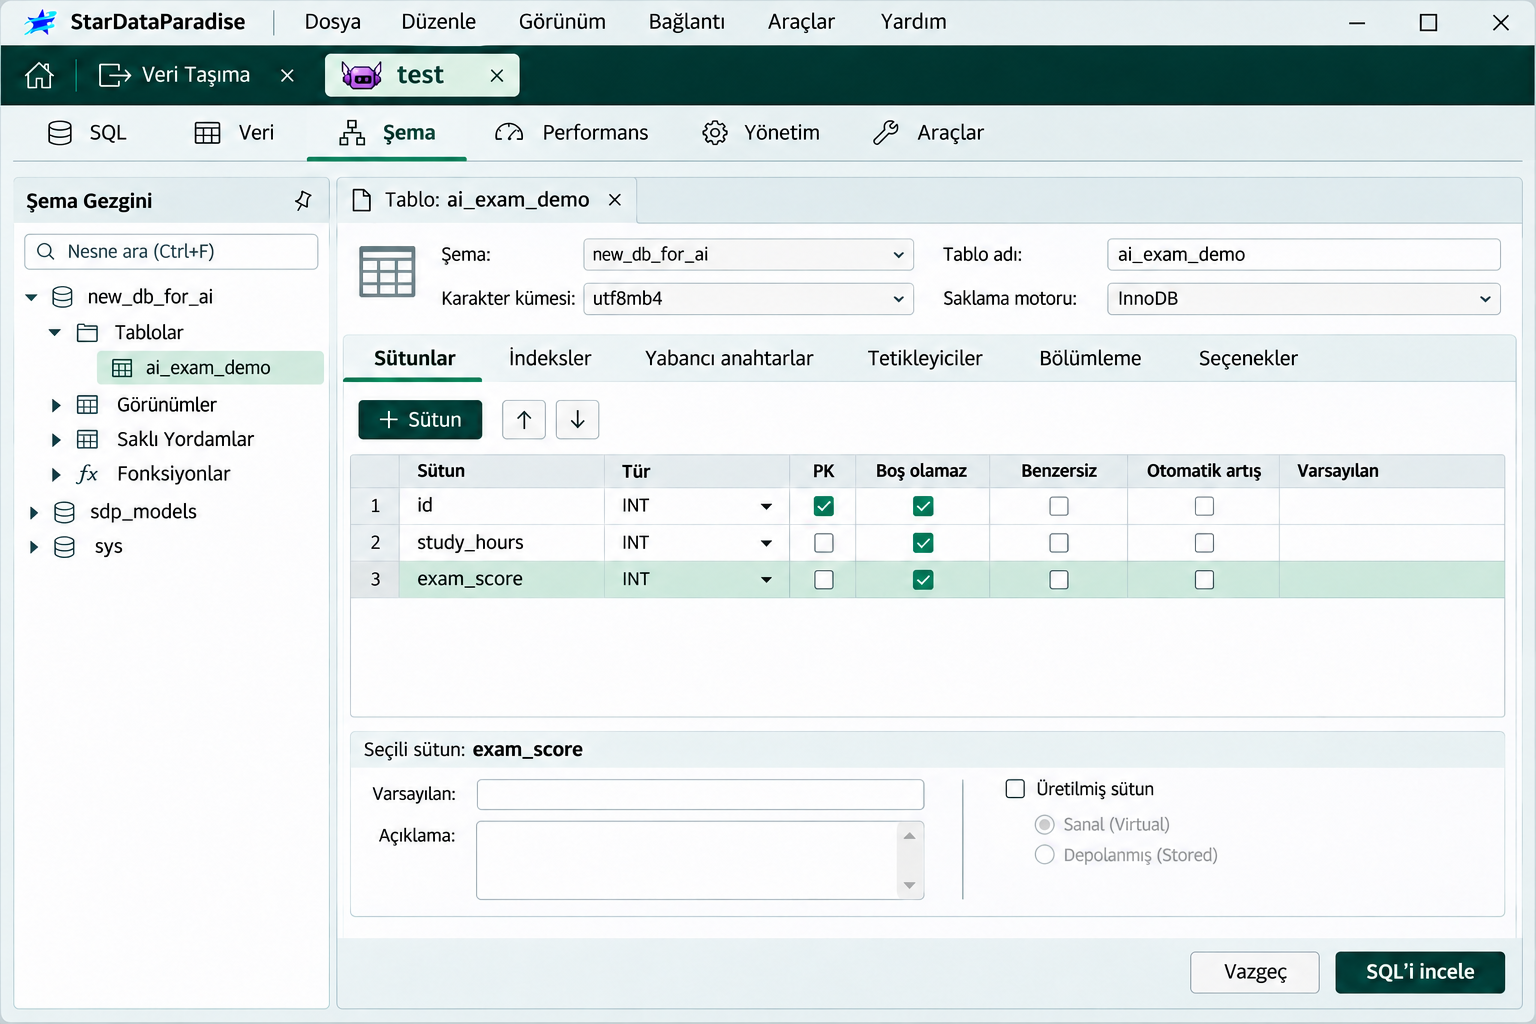 StarDataParadise Dosya Düzenle Görünüm Bağlantı Araçlar Yardım
Veri Taşıma test
SQL Veri Şema Performans Yönetim Araçlar
Şema Gezgini
Nesne ara (Ctrl+F)
new_db_for_ai
Tablolar
ai_exam_demo
Görünümler
Saklı Yordamlar
fx Fonksiyonlar
sdp_models
sys
Tablo: ai_exam_demo
Şema: new_db_for_ai Tablo adı: ai_exam_demo
Karakter kümesi: utf8mb4 Saklama motoru: InnoDB
Sütunlar İndeksler Yabancı anahtarlar Tetikleyiciler Bölümleme Seçenekler
+ Sütun
Sütun Tür PK Boş olamaz Benzersiz Otomatik artış Varsayılan
1 id INT
2 study_hours INT
3 exam_score INT
Seçili sütun: exam_score
Varsayılan:
Açıklama:
Üretilmiş sütun
Sanal (Virtual)
Depolanmış (Stored)
Vazgeç SQL'i incele